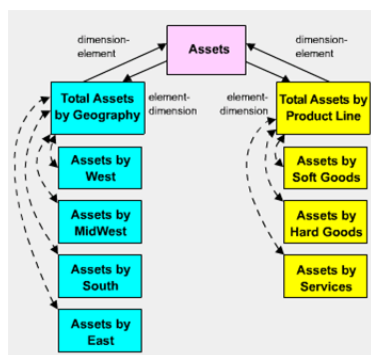 dimension-
element
Assets
dimension-
element
Total Assets
by Geography
element-
dimension
element-
dimension
Total Assets by
Product Line
Assets by
West
Assets by
Soft Goods
Assets by
MidWest
Assets by
Hard Goods
Assets by
South
Assets by
Services
Assets by
East